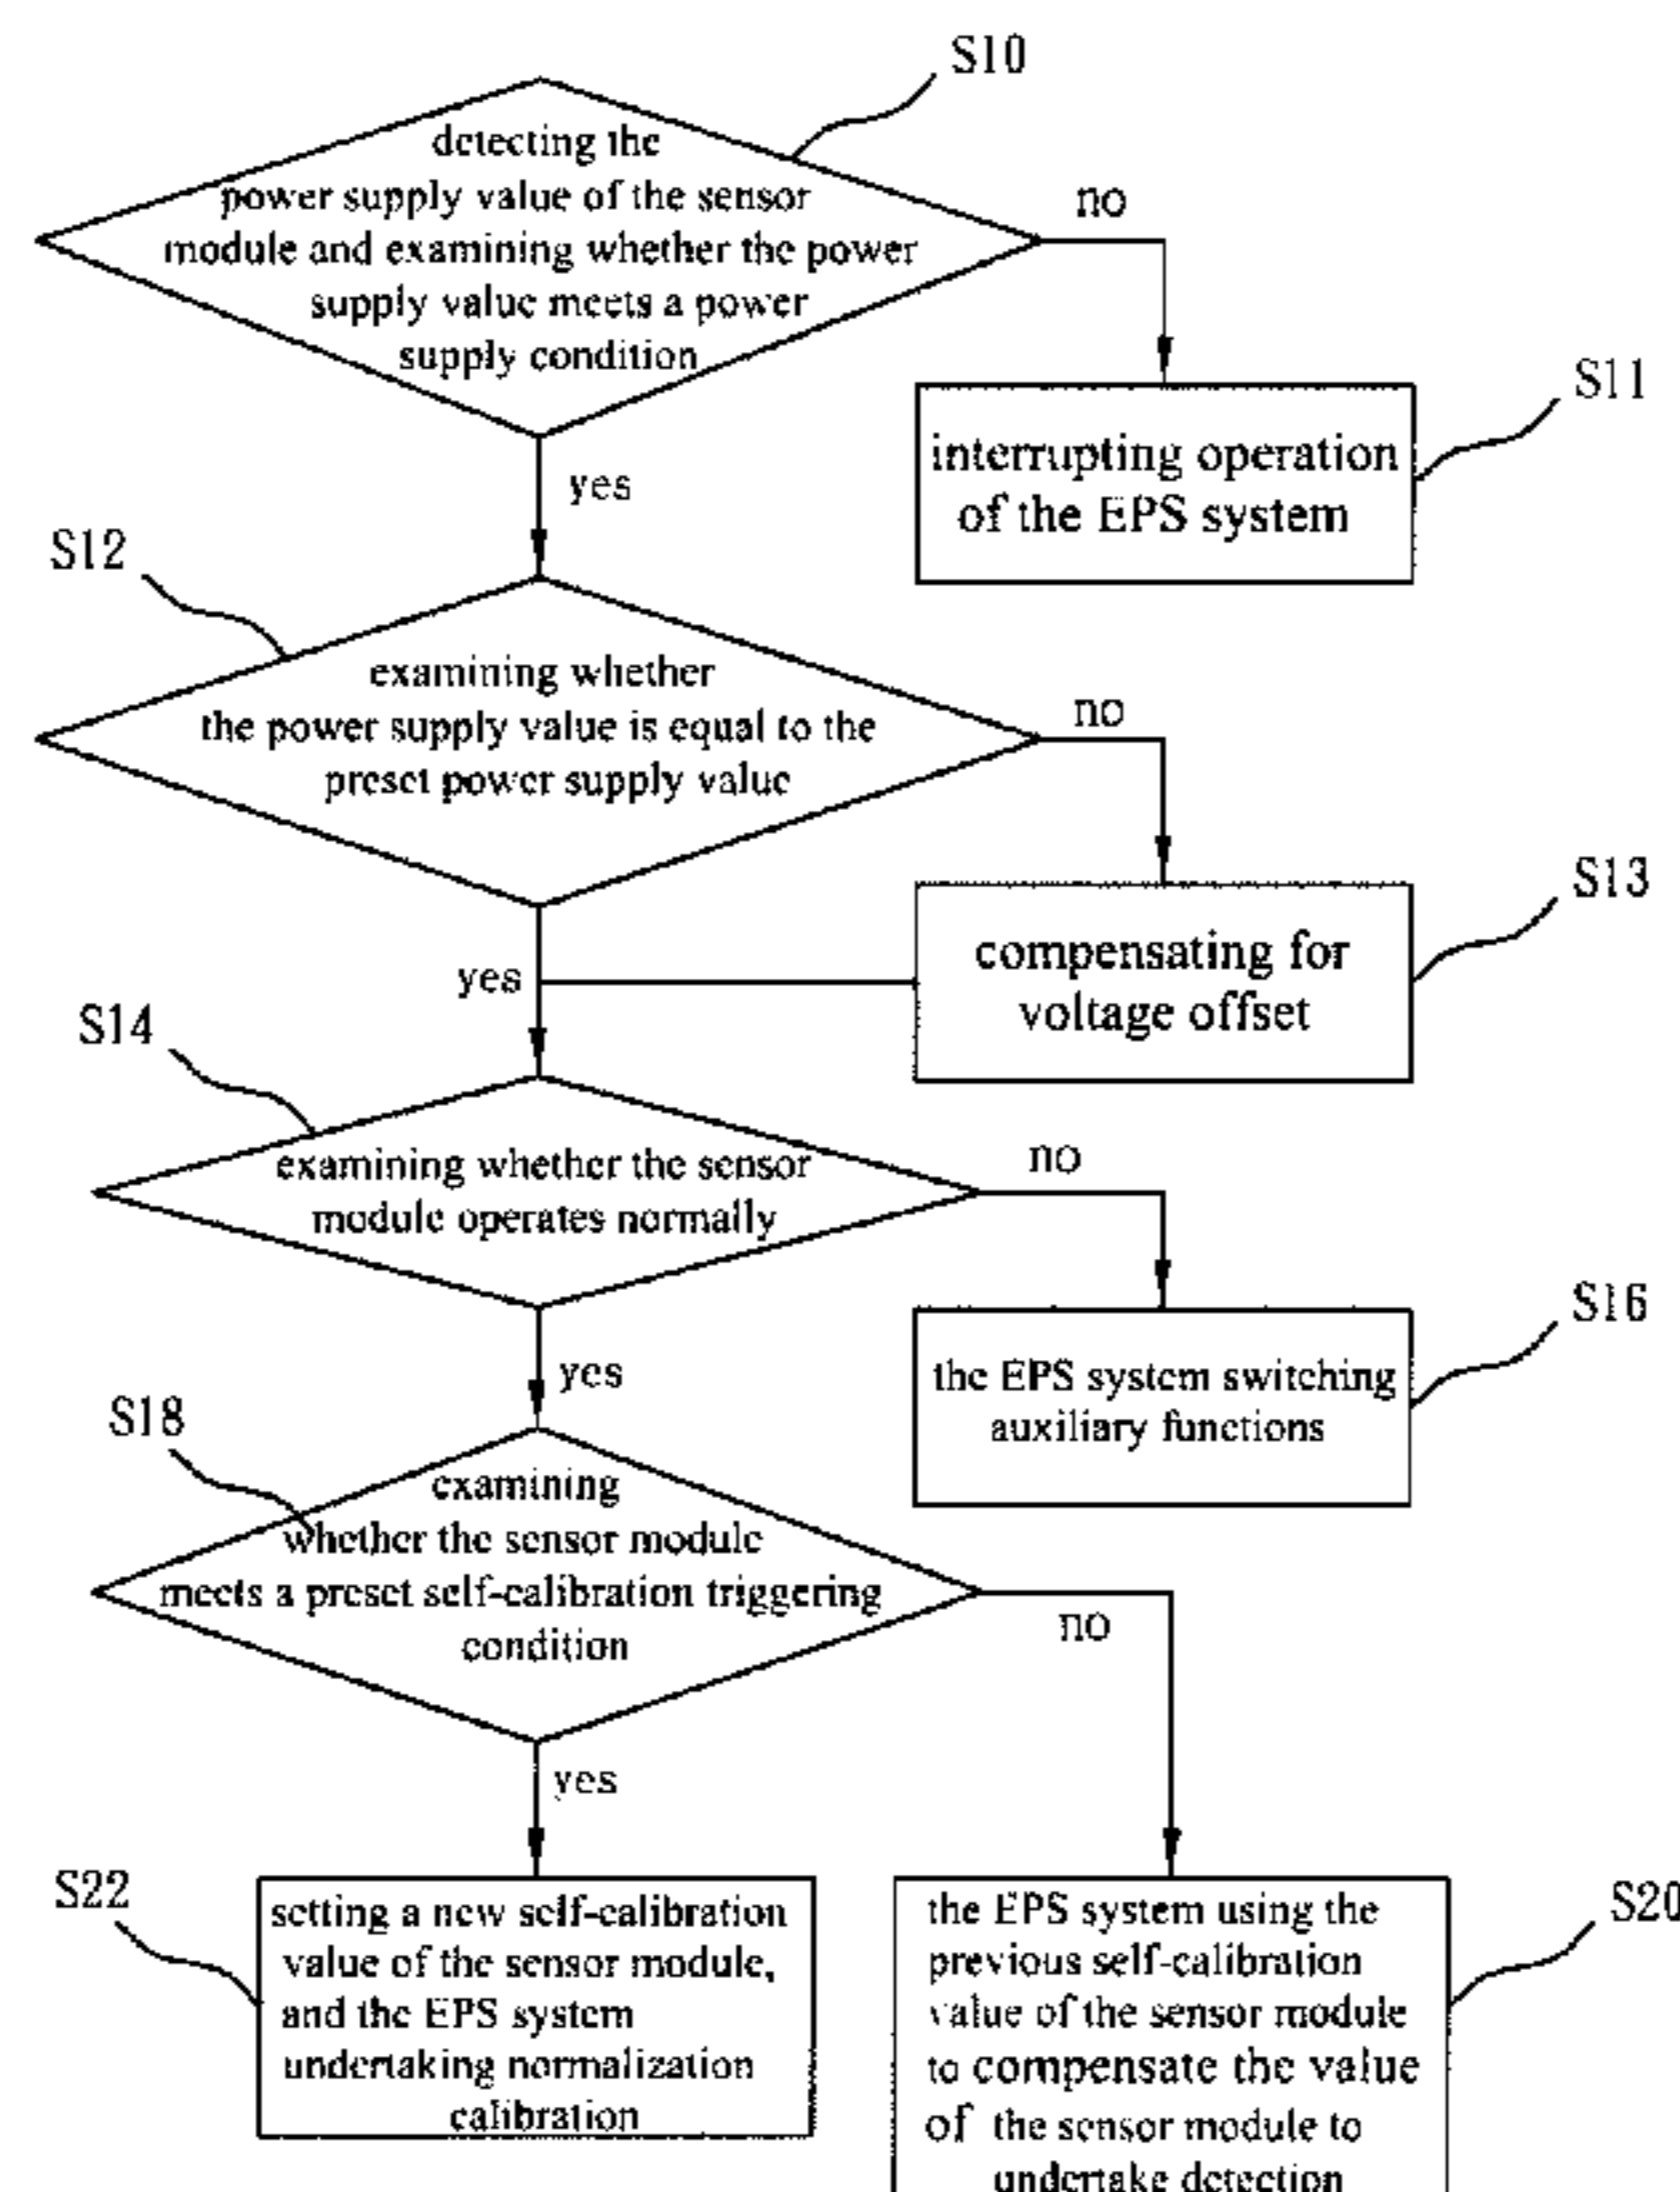 S10
detecting the
power supply value of the sensor
module and examining whether the power
supply value meets a power
supply condition
no
S11
interrupting operation
of the EPS system
yes
S12
examining whether
the power supply value is equal to the
preset power supply value
no
S13
compensating for
voltage offset
yes
S14
examining whether the sensor
module operates normally
no
S16
the EPS system switching
auxiliary functions
yes
S18
examining
whether the sensor module
meets a preset self-calibration triggering
condition
no
yes
S22
setting a new self-calibration
value of the sensor module,
and the EPS system
undertaking normalization
calibration
S20
the EPS system using the
previous self-calibration
value of the sensor module
to compensate the value
of the sensor module to
undertake detection